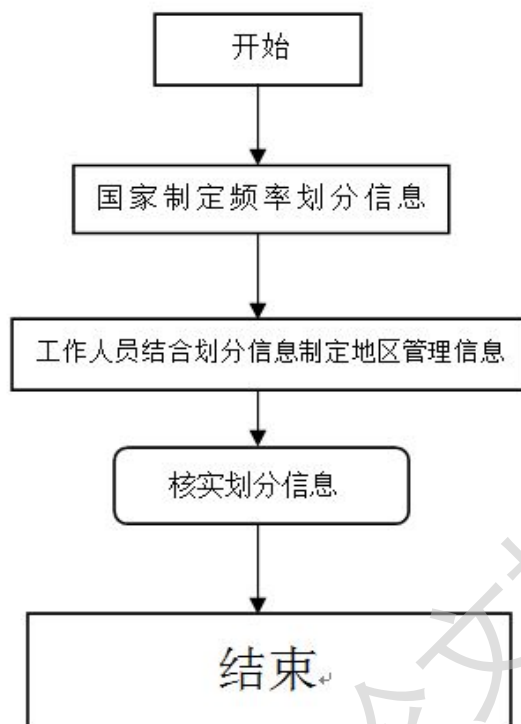 开始
国家制定频率划分信息
工作人员结合划分信息制定地区管理信息
核实划分信息
结束